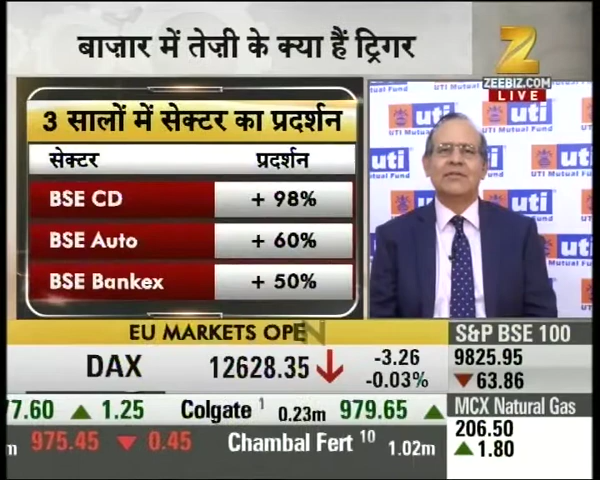 बाज़ार में तेज़ी के क्या हैं ट्रिगर
ZEEBIZ.COM
LIVE
3 सालों में सेक्टर का प्रदर्शन
सेक्टर प्रदर्शन
BSE CD + 98%
BSE Auto + 60%
BSE Bankex + 50%
uti
UTI Mutual Fund
EU MARKETS OPEN
DAX 12628.35 -3.26
-0.03%
S&P BSE 100
9825.95
63.86
MCX Natural Gas
206.50
1.80
77.60 1.25 Colgate 1 0.23m 979.65
m 975.45 0.45 Chambal Fert 10 1.02m